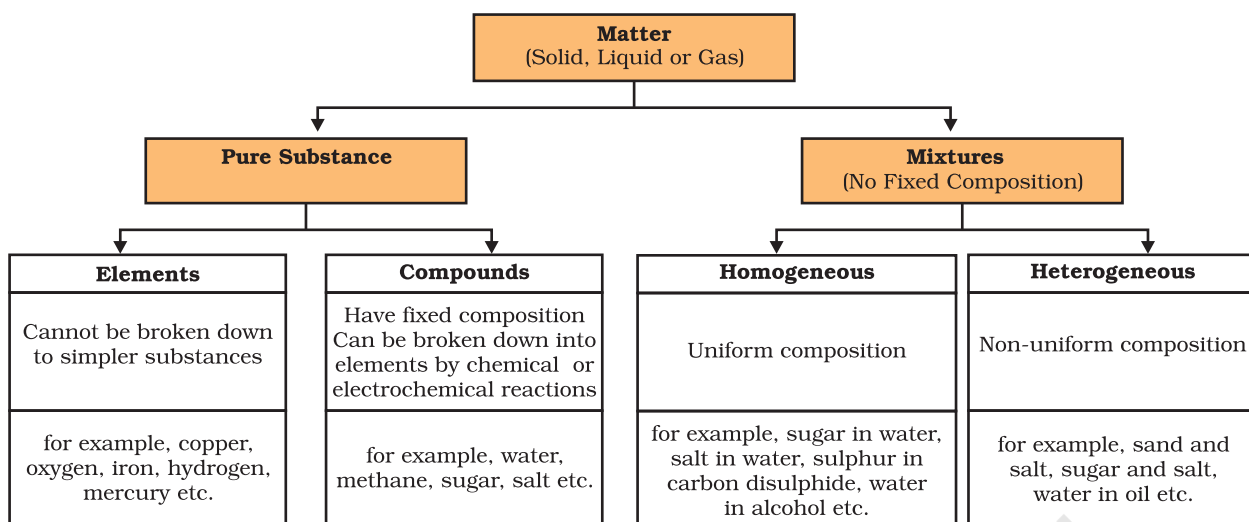 Matter
(Solid, Liquid or Gas)
Pure Substance
Mixtures
(No Fixed Composition)
Elements
Cannot be broken down
to simpler substances
for example, copper,
oxygen, iron, hydrogen,
mercury etc.
Compounds
Have fixed composition
Can be broken down into
elements by chemical or
electrochemical reactions
for example, water,
methane, sugar, salt etc.
Homogeneous
Uniform composition
for example, sugar in water,
salt in water, sulphur in
carbon disulphide, water
in alcohol etc.
Heterogeneous
Non-uniform composition
for example, sand and
salt, sugar and salt,
water in oil etc.